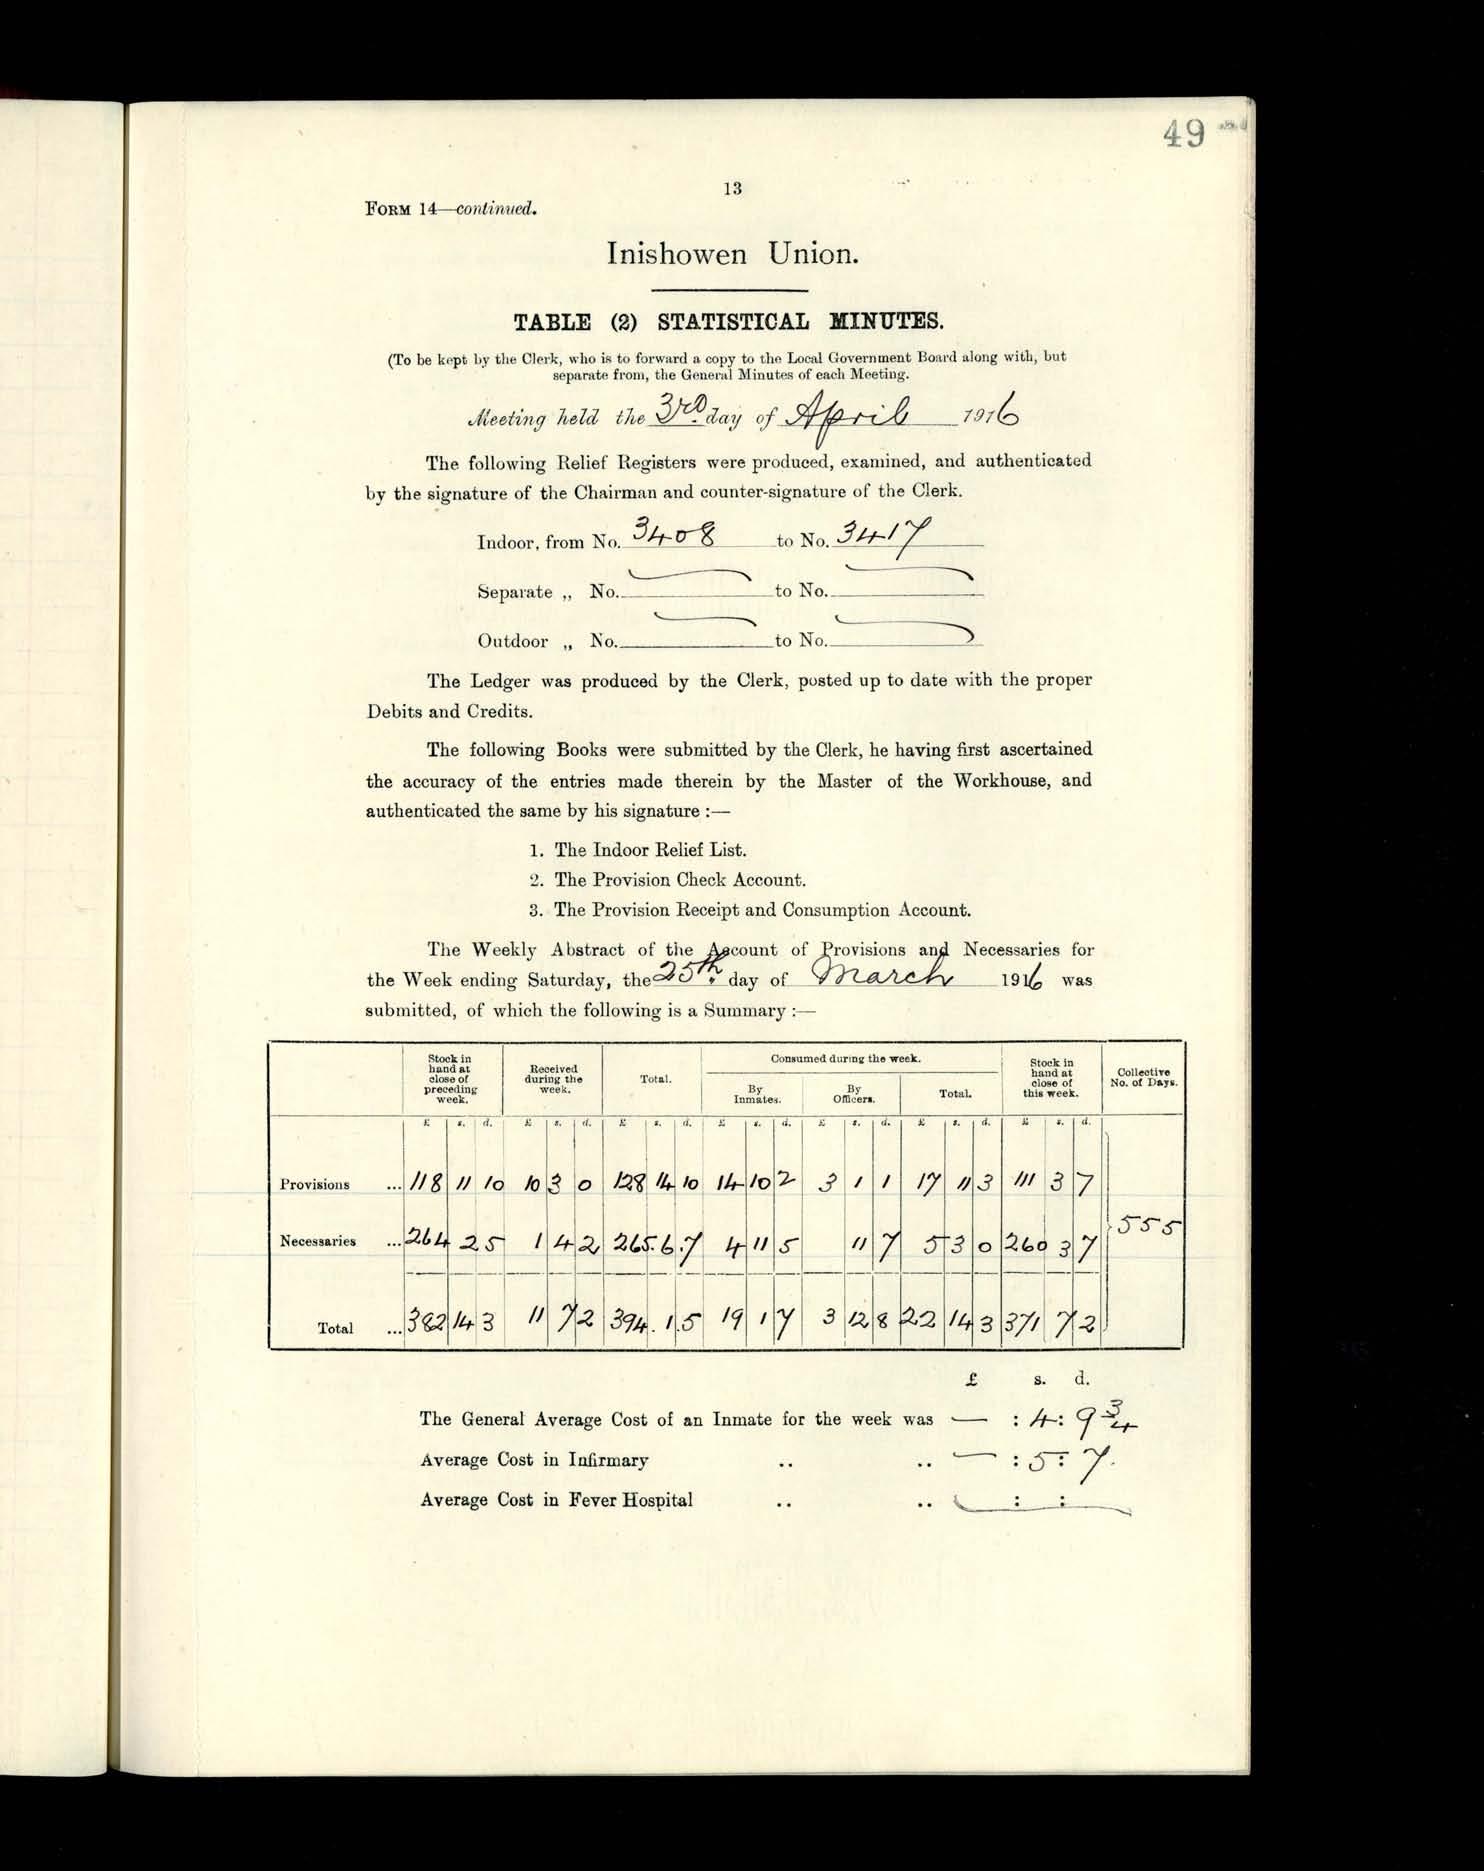 49
13
FORM 14—continued.
Inishowen Union.
TABLE (2) STATISTICAL MINUTES.
(To be kept by the Clerk, who is to forward a copy to the Local Government Board along with, but
separate from, the General Minutes of each Meeting.
Meeting held the 3rd day of April 1916
The following Relief Registers were produced, examined, and authenticated
by the signature of the Chairman and counter-signature of the Clerk.
Indoor, from No. 3408 to No. 3417
Separate „ No. to No.
Outdoor „ No. to No.
The Ledger was produced by the Clerk, posted up to date with the proper
Debits and Credits.
The following Books were submitted by the Clerk, he having first ascertained
the accuracy of the entries made therein by the Master of the Workhouse, and
authenticated the same by his signature :—
1. The Indoor Relief List.
2. The Provision Check Account.
3. The Provision Receipt and Consumption Account.
The Weekly Abstract of the Account of Provisions and Necessaries for
the Week ending Saturday, the 25th. day of March 1916 was
submitted, of which the following is a Summary :—
Stock in hand at close of preceding week. Received during the week. Total. Consumed during the week. Stock in hand at close of this week. Collective No. of Days.
By Inmates. By Officers. Total.
£ s. d. £ s. d. £ s. d. £ s. d. £ s. d. £ s. d. £ s. d.
Provisions ... 118 11 10 10 3 0 128 14 10 14 10 2 3 1 1 17 11 3 111 3 7
Necessaries ... 264 2 5 1 4 2 265. 6. 7 4 11 5 11 7 5 3 0 260 3 7 555
Total ... 382 14 3 11 7 2 394. 1. 5 19 1 7 3 12 8 22 14 3 371 7 2
£ s. d.
The General Average Cost of an Inmate for the week was — : 4 : 9 3/4
Average Cost in Infirmary .. .. — : 5 : 7.
Average Cost in Fever Hospital .. .. : :